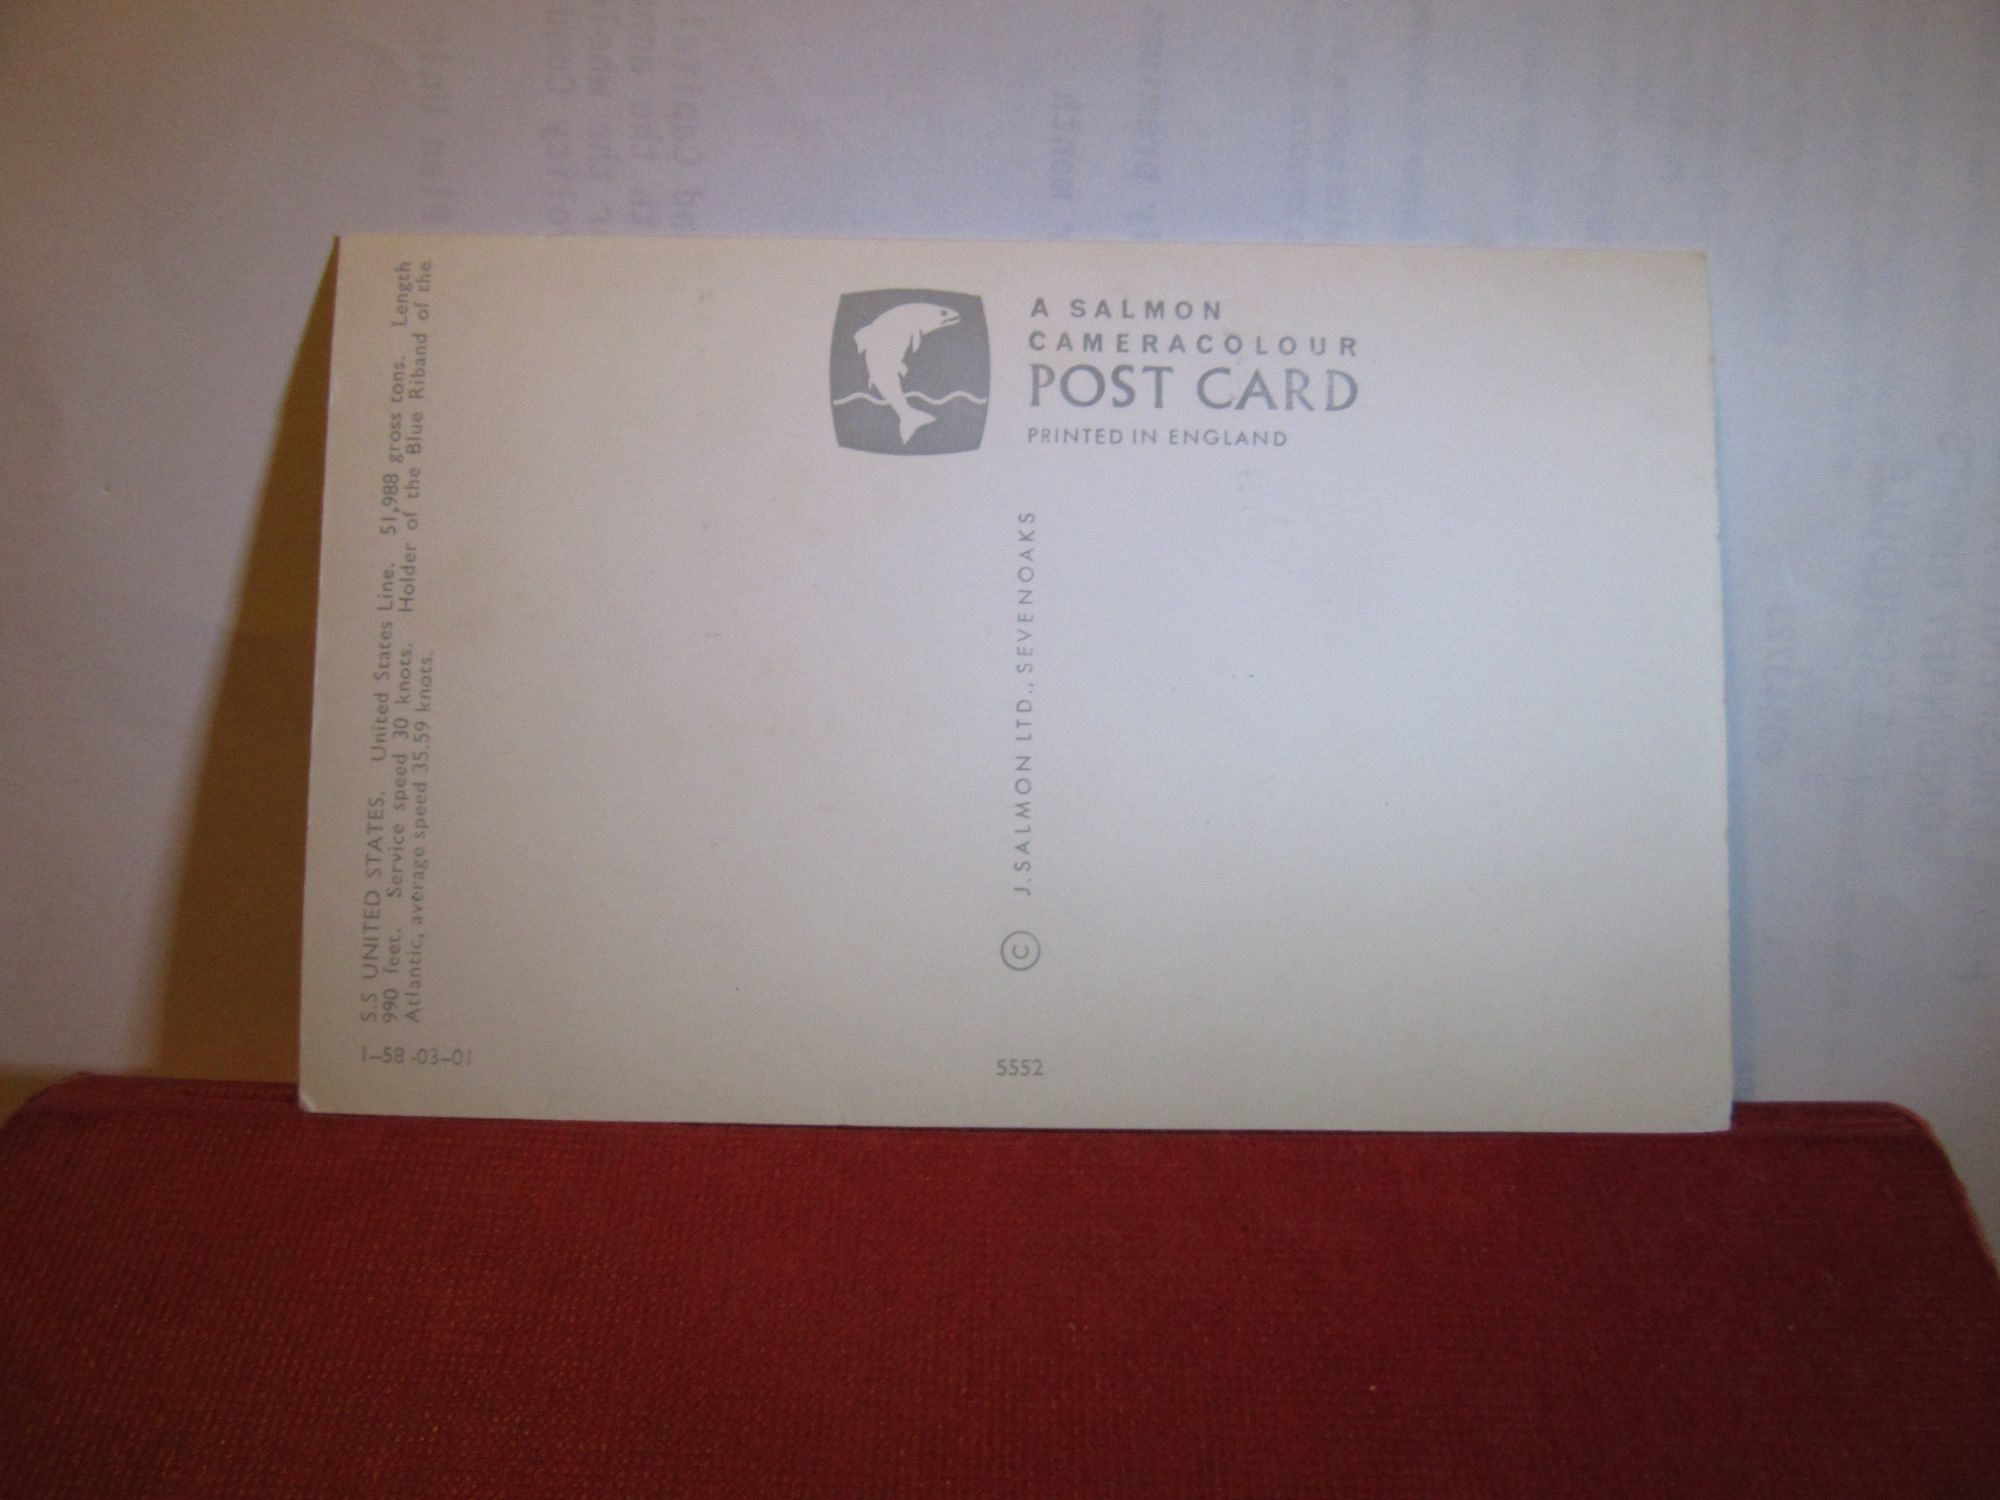 S.S UNITED STATES. United States Line. 51,988 gross tons. Length
990 feet. Service speed 30 knots. Holder of the Blue Riband of the
Atlantic, average speed 35.59 knots.
1-58-03-01
A SALMON
CAMERACOLOUR
POST CARD
PRINTED IN ENGLAND
© J. SALMON LTD., SEVENOAKS
5552